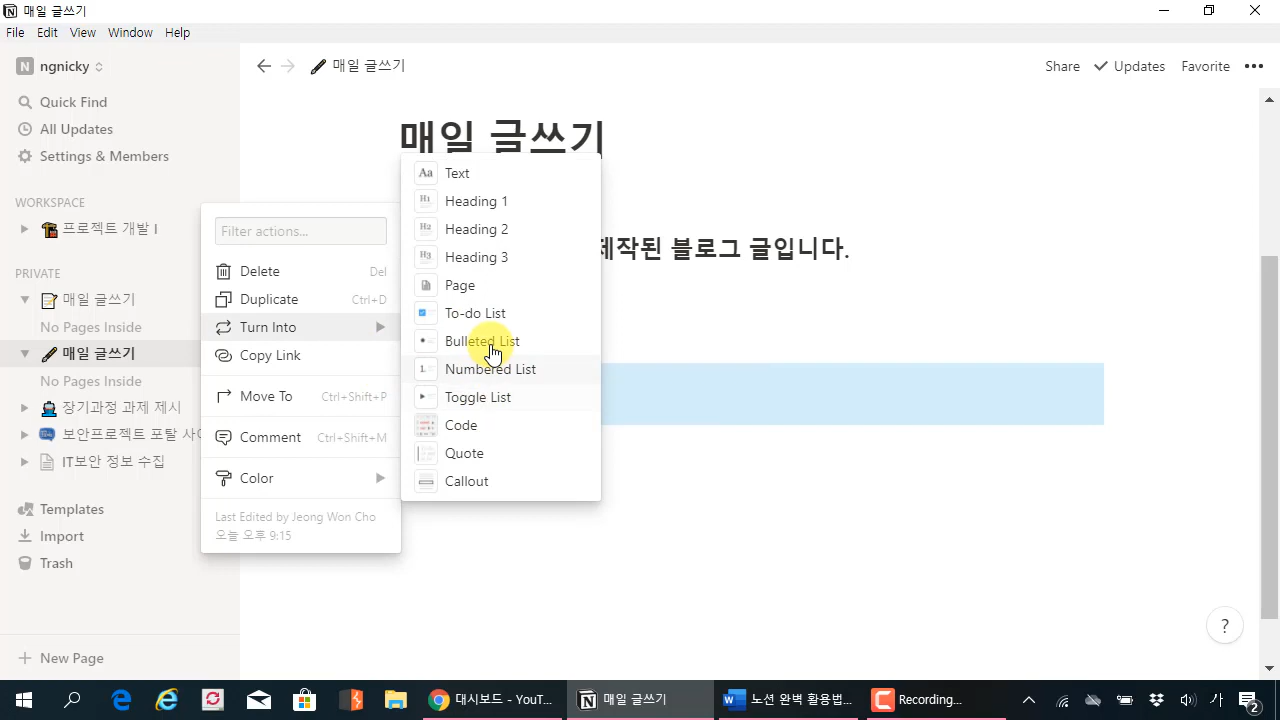 매일 글쓰기
File Edit View Window Help
ngnicky
Quick Find
All Updates
Settings & Members
WORKSPACE
프로젝트 개발 I
PRIVATE
매일 글쓰기
No Pages Inside
매일 글쓰기
No Pages Inside
장기과정 과제 제시
보안프로젝트 포탈
IT보안 정보 수집
Templates
Import
Trash
New Page
매일 글쓰기
Share Updates Favorite
매일 글쓰기
제작된 블로그 글입니다.
Filter actions...
Delete Del
Duplicate Ctrl+D
Turn Into
Copy Link
Move To Ctrl+Shift+P
Comment Ctrl+Shift+M
Color
Last Edited by Jeong Won Cho
오늘 오후 9:15
Aa Text
H1 Heading 1
H2 Heading 2
H3 Heading 3
Page
To-do List
Bulleted List
1. Numbered List
Toggle List
Code
Quote
Callout
?
대시보드 - YouT...
매일 글쓰기
노션 완벽 활용법...
Recording...
가
2